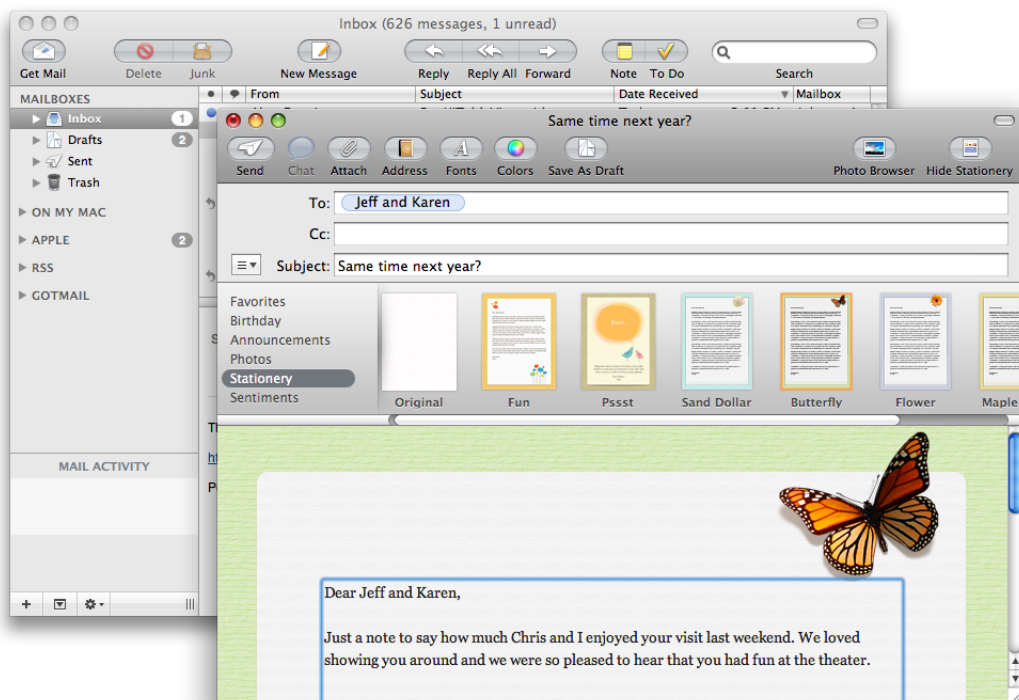 Inbox (626 messages, 1 unread)
Get Mail Delete Junk New Message Reply Reply All Forward Note To Do Search
MAILBOXES
Inbox 1
Drafts 2
Sent
Trash
ON MY MAC
APPLE 2
RSS
GOTMAIL
MAIL ACTIVITY
From Subject Date Received Mailbox
Same time next year?
Send Chat Attach Address Fonts Colors Save As Draft Photo Browser Hide Stationery
To: Jeff and Karen
Cc:
Subject: Same time next year?
Favorites
Birthday
Announcements
Photos
Stationery
Sentiments
Original Fun Pssst Sand Dollar Butterfly Flower Maple
Dear Jeff and Karen,
Just a note to say how much Chris and I enjoyed your visit last weekend. We loved
showing you around and we were so pleased to hear that you had fun at the theater.